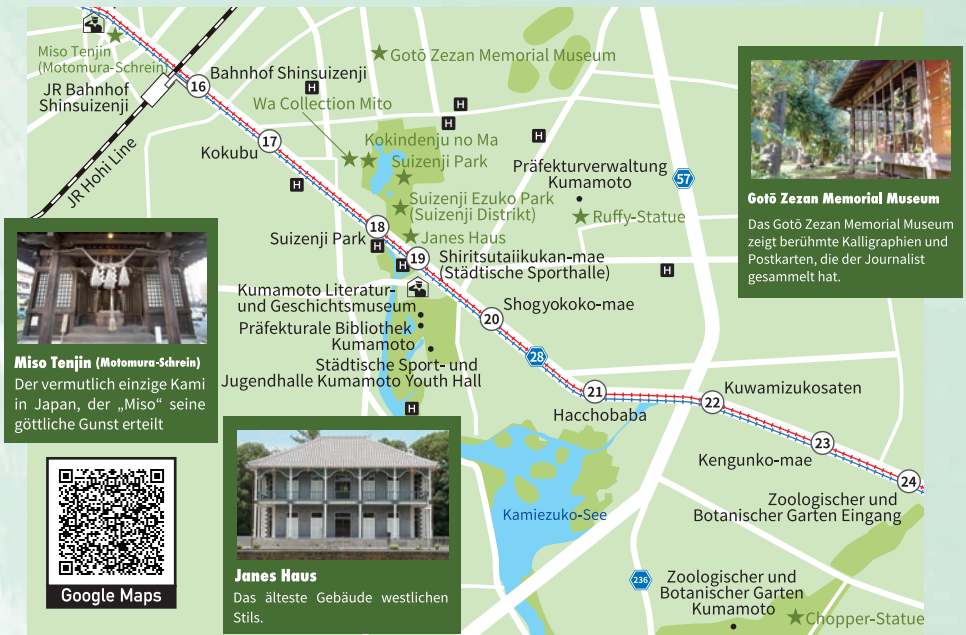 Miso Tenjin
(Motomura-Schrein)
JR Bahnhof
Shinsuizenji
JR Hohi Line
16
Bahnhof Shinsuizenji
Gotō Zezan Memorial Museum
H
Wa Collection Mito
H
H
17
Kokubu
Kokindenju no Ma
Suizenji Park
H
H
Präfekturverwaltung
Kumamoto
57
Suizenji Ezuko Park
(Suizenji Distrikt)
Ruffy-Statue
18
Suizenji Park
H
Janes Haus
19
H
Shiritsutaiikukan-mae
(Städtische Sporthalle)
H
Kumamoto Literatur-
und Geschichtsmuseum
Präfekturale Bibliothek
Kumamoto
Städtische Sport- und
Jugendhalle Kumamoto Youth Hall
H
20
Shogyokoko-mae
28
21
Hacchobaba
22
Kuwamizukosaten
23
Kengunko-mae
24
Zoologischer und
Botanischer Garten Eingang
Kamiezuko-See
236
Zoologischer und
Botanischer Garten
Kumamoto
Chopper-Statue
Gotō Zezan Memorial Museum
Das Gotō Zezan Memorial Museum
zeigt berühmte Kalligraphien und
Postkarten, die der Journalist
gesammelt hat.
Miso Tenjin (Motomura-Schrein)
Der vermutlich einzige Kami
in Japan, der „Miso“ seine
göttliche Gunst erteilt
Google Maps
Janes Haus
Das älteste Gebäude westlichen
Stils.